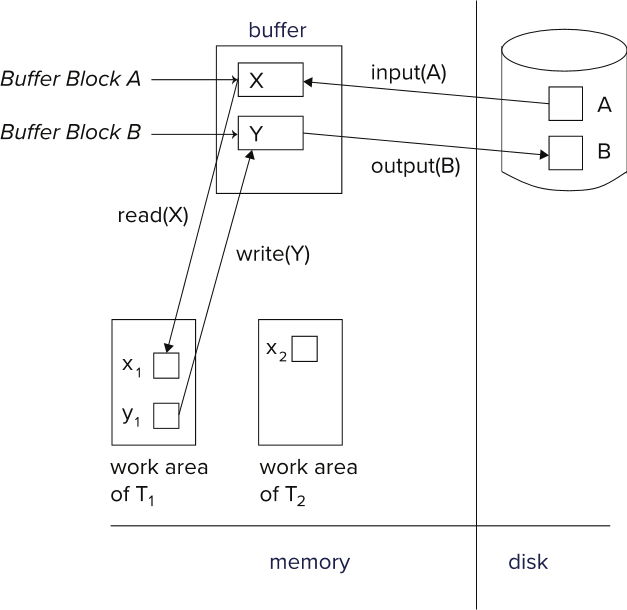 buffer
Buffer Block A
X
input(A)
A
Buffer Block B
Y
output(B)
B
read(X)
write(Y)
x1
x2
y1
work area
of T1
work area
of T2
memory
disk